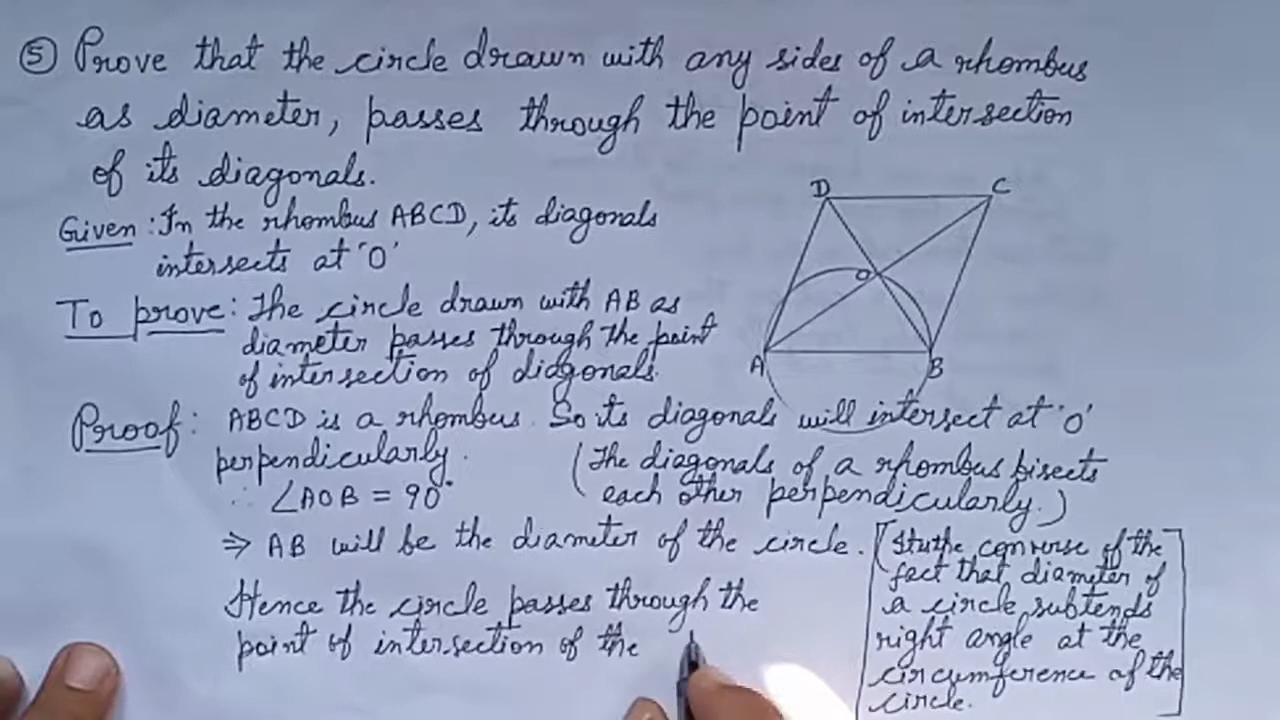 ⑤ Prove that the circle drawn with any sides of a rhombus
as diameter, passes through the point of intersection
of its diagonals.
Given : In the rhombus ABCD, its diagonals
intersects at 'O'
To prove : The circle drawn with AB as
diameter passes through the point
of intersection of diagonals.
D C
O
A B
Proof : ABCD is a rhombus. So its diagonals will intersect at 'O'
perpendicularly. (The diagonals of a rhombus bisects
∴ ∠AOB = 90° each other perpendicularly.)
⇒ AB will be the diameter of the circle. [converse of the
fact that diameter of
a circle subtends
right angle at the
circumference of the
circle.]
Hence the circle passes through the
point of intersection of the